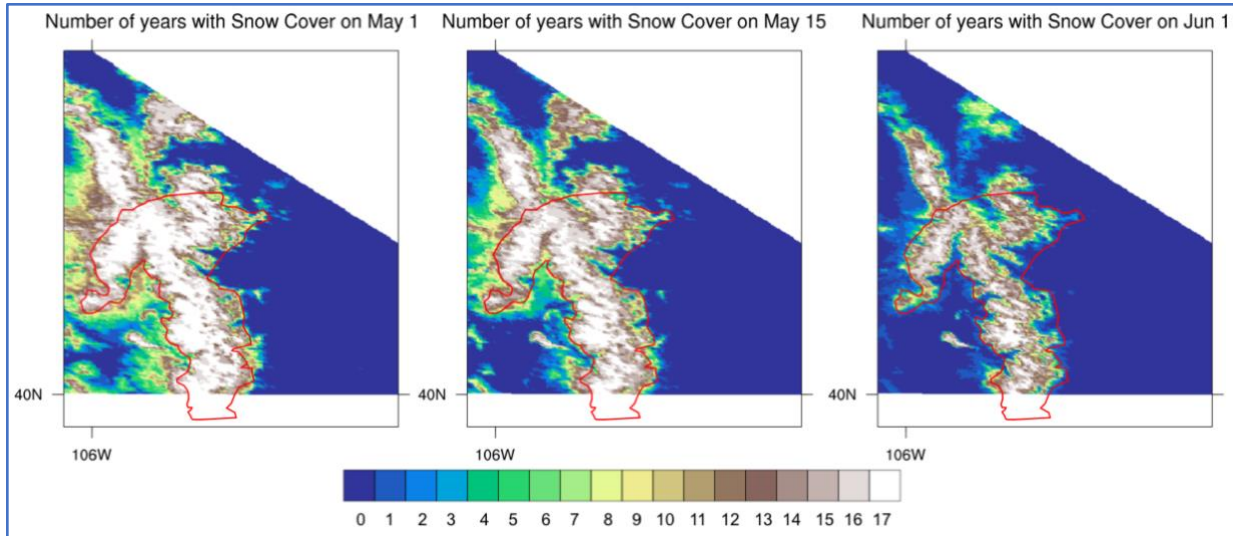 Number of years with Snow Cover on May 1
Number of years with Snow Cover on May 15
Number of years with Snow Cover on Jun 1
40N
40N
40N
106W
106W
106W
0 1 2 3 4 5 6 7 8 9 10 11 12 13 14 15 16 17